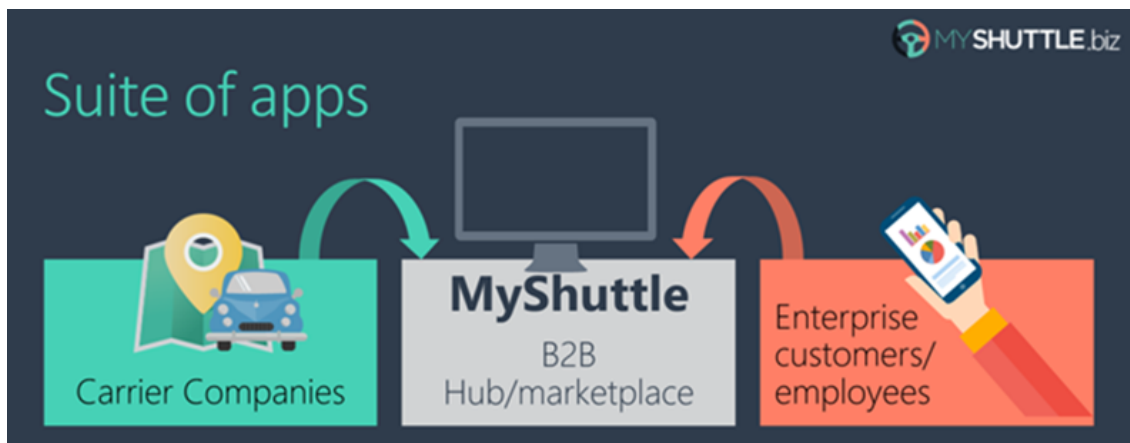 MYSHUTTLE.biz
Suite of apps
Carrier Companies
MyShuttle
B2B
Hub/marketplace
Enterprise
customers/
employees